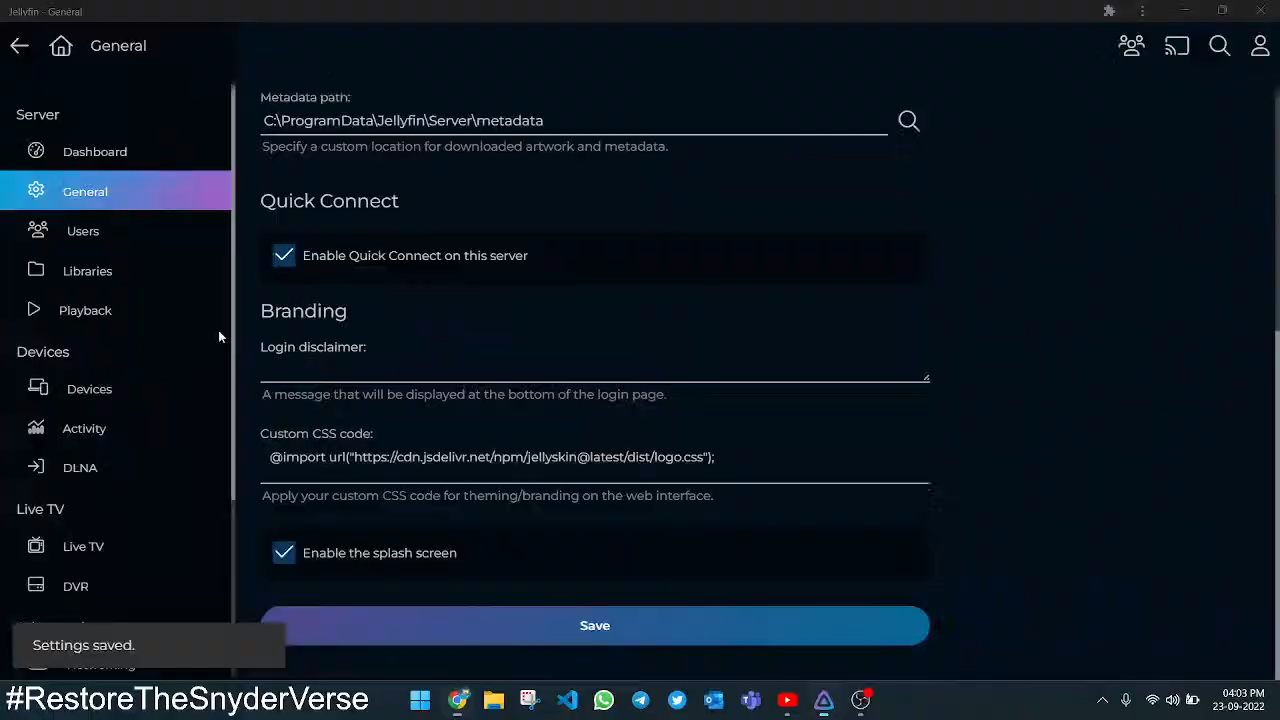 Jellyfin - General
General
Server
Dashboard
General
Users
Libraries
Playback
Devices
Devices
Activity
DLNA
Live TV
Live TV
DVR
Metadata path:
C:\ProgramData\Jellyfin\Server\metadata
Specify a custom location for downloaded artwork and metadata.
Quick Connect
Enable Quick Connect on this server
Branding
Login disclaimer:
A message that will be displayed at the bottom of the login page.
Custom CSS code:
@import url("https://cdn.jsdelivr.net/npm/jellyskin@latest/dist/logo.css");
Apply your custom CSS code for theming/branding on the web interface.
Enable the splash screen
Save
Settings saved.
#RestoreTheSnyderVerse
04:03 PM
23-09-2022